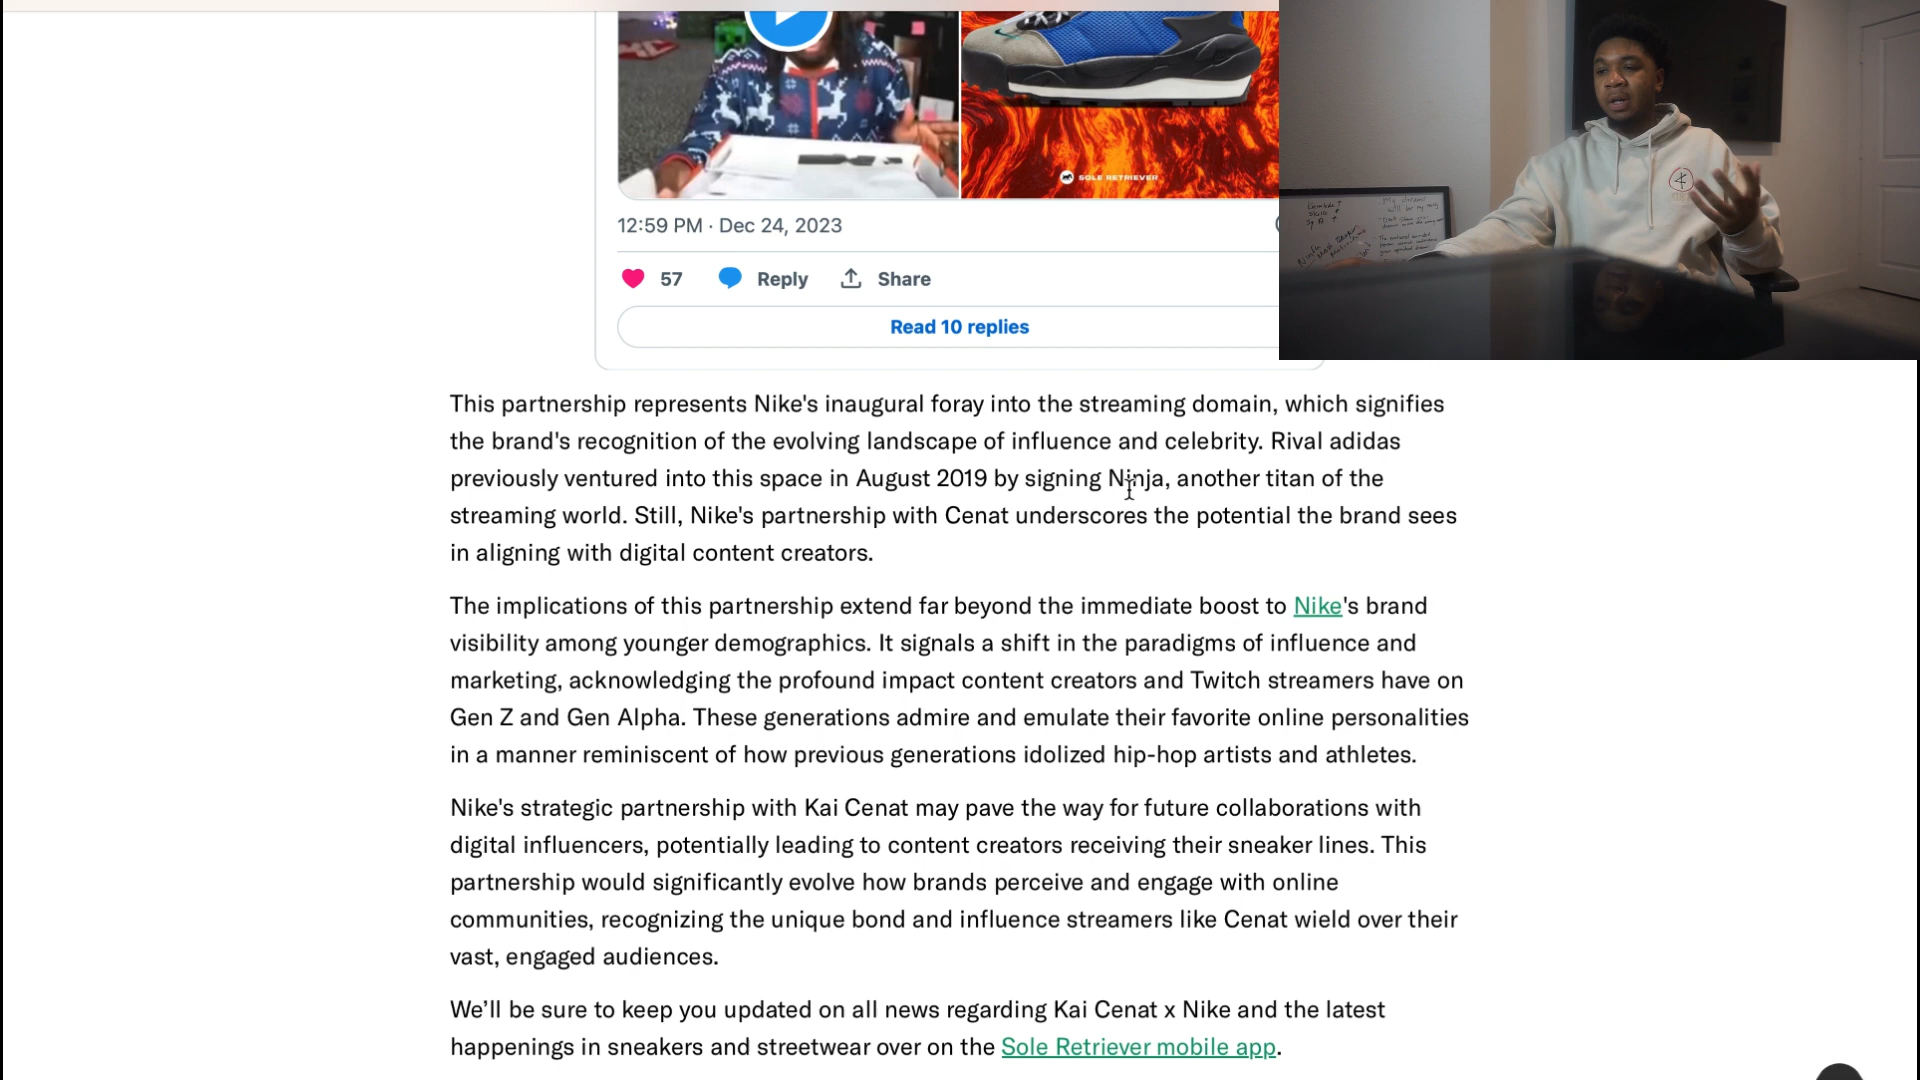 SOLE RETRIEVER
12:59 PM · Dec 24, 2023
57 Reply Share
Read 10 replies
This partnership represents Nike's inaugural foray into the streaming domain, which signifies
the brand's recognition of the evolving landscape of influence and celebrity. Rival adidas
previously ventured into this space in August 2019 by signing Ninja, another titan of the
streaming world. Still, Nike's partnership with Cenat underscores the potential the brand sees
in aligning with digital content creators.
The implications of this partnership extend far beyond the immediate boost to Nike's brand
visibility among younger demographics. It signals a shift in the paradigms of influence and
marketing, acknowledging the profound impact content creators and Twitch streamers have on
Gen Z and Gen Alpha. These generations admire and emulate their favorite online personalities
in a manner reminiscent of how previous generations idolized hip-hop artists and athletes.
Nike's strategic partnership with Kai Cenat may pave the way for future collaborations with
digital influencers, potentially leading to content creators receiving their sneaker lines. This
partnership would significantly evolve how brands perceive and engage with online
communities, recognizing the unique bond and influence streamers like Cenat wield over their
vast, engaged audiences.
We’ll be sure to keep you updated on all news regarding Kai Cenat x Nike and the latest
happenings in sneakers and streetwear over on the Sole Retriever mobile app.